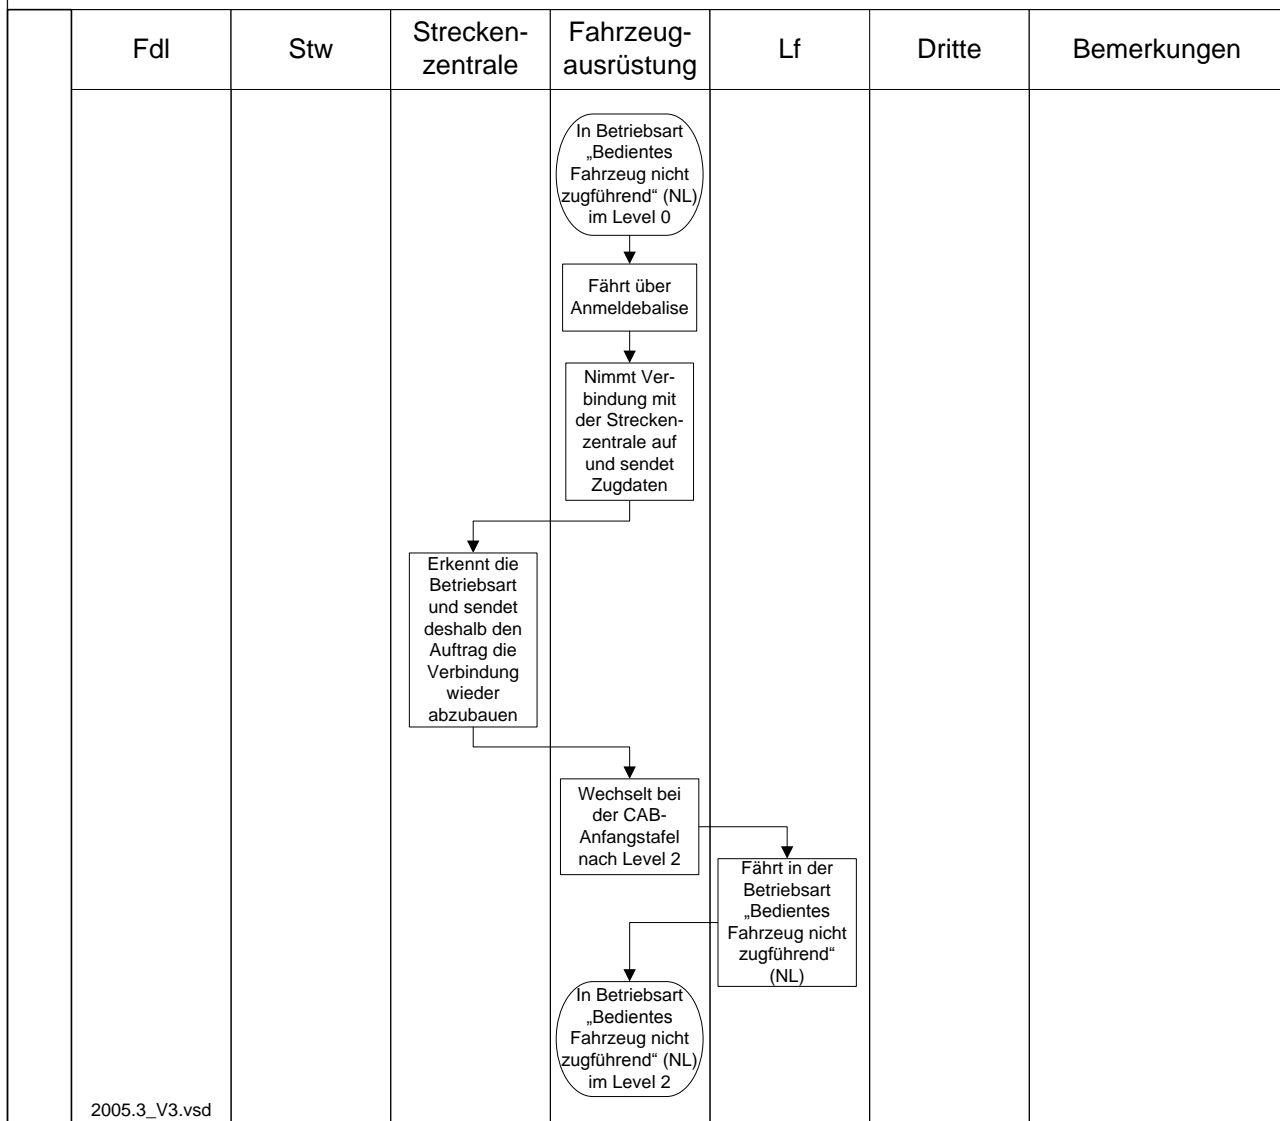 Fdl
Stw
Strecken-
zentrale
Fahrzeug-
ausrüstung
Lf
Dritte
Bemerkungen
In Betriebsart
„Bedientes
Fahrzeug nicht
zugführend“ (NL)
im Level 0
Fährt über
Anmeldebalise
Nimmt Ver-
bindung mit
der Strecken-
zentrale auf
und sendet
Zugdaten
Erkennt die
Betriebsart
und sendet
deshalb den
Auftrag die
Verbindung
wieder
abzubauen
Wechselt bei
der CAB-
Anfangstafel
nach Level 2
Fährt in der
Betriebsart
„Bedientes
Fahrzeug nicht
zugführend“
(NL)
In Betriebsart
„Bedientes
Fahrzeug nicht
zugführend“ (NL)
im Level 2
2005.3_V3.vsd